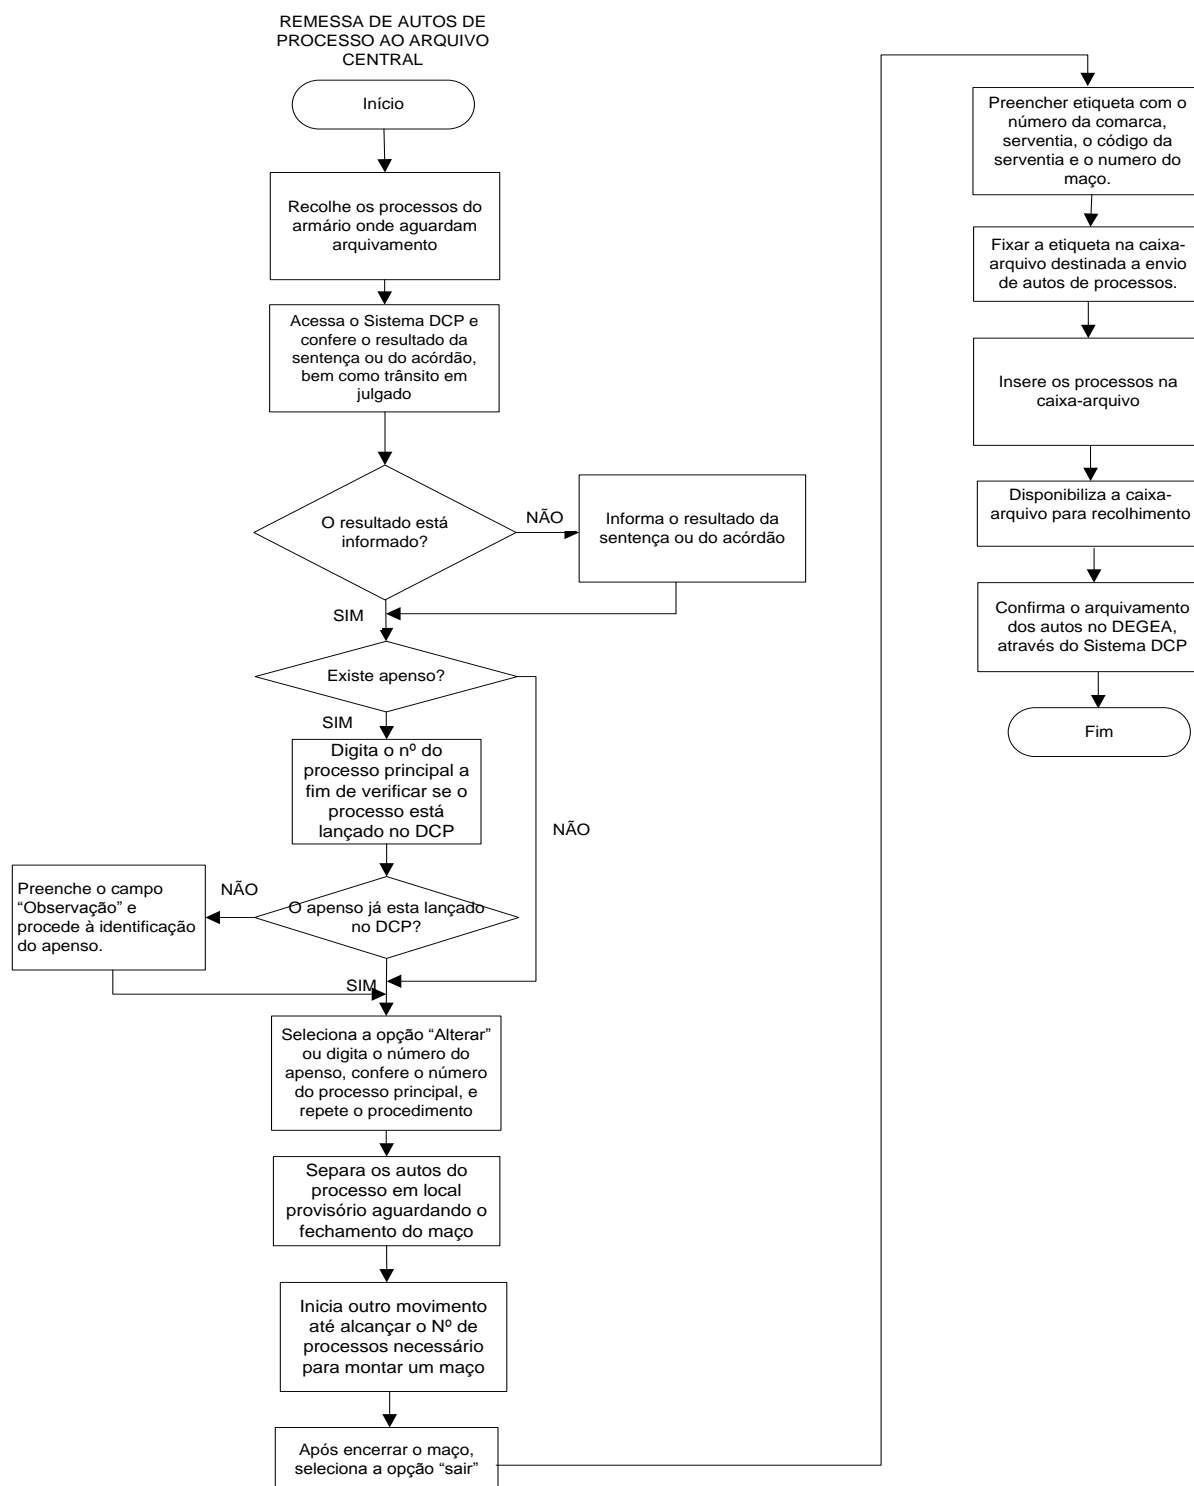 REMESSA DE AUTOS DE
PROCESSO AO ARQUIVO
CENTRAL
Início
Recolhe os processos do
armário onde aguardam
arquivamento
Acessa o Sistema DCP e
confere o resultado da
sentença ou do acórdão,
bem como trânsito em
julgado
O resultado está
informado?
NÃO
Informa o resultado da
sentença ou do acórdão
SIM
Existe apenso?
SIM
NÃO
Digita o nº do
processo principal a
fim de verificar se o
processo está
lançado no DCP
O apenso já esta lançado
no DCP?
NÃO
Preenche o campo
“Observação” e
procede à identificação
do apenso.
SIM
Seleciona a opção “Alterar”
ou digita o número do
apenso, confere o número
do processo principal, e
repete o procedimento
Separa os autos do
processo em local
provisório aguardando o
fechamento do maço
Inicia outro movimento
até alcançar o Nº de
processos necessário
para montar um maço
Após encerrar o maço,
seleciona a opção “sair”
Preencher etiqueta com o
número da comarca,
serventia, o código da
serventia e o numero do
maço.
Fixar a etiqueta na caixa-
arquivo destinada a envio
de autos de processos.
Insere os processos na
caixa-arquivo
Disponibiliza a caixa-
arquivo para recolhimento
Confirma o arquivamento
dos autos no DEGEA,
através do Sistema DCP
Fim